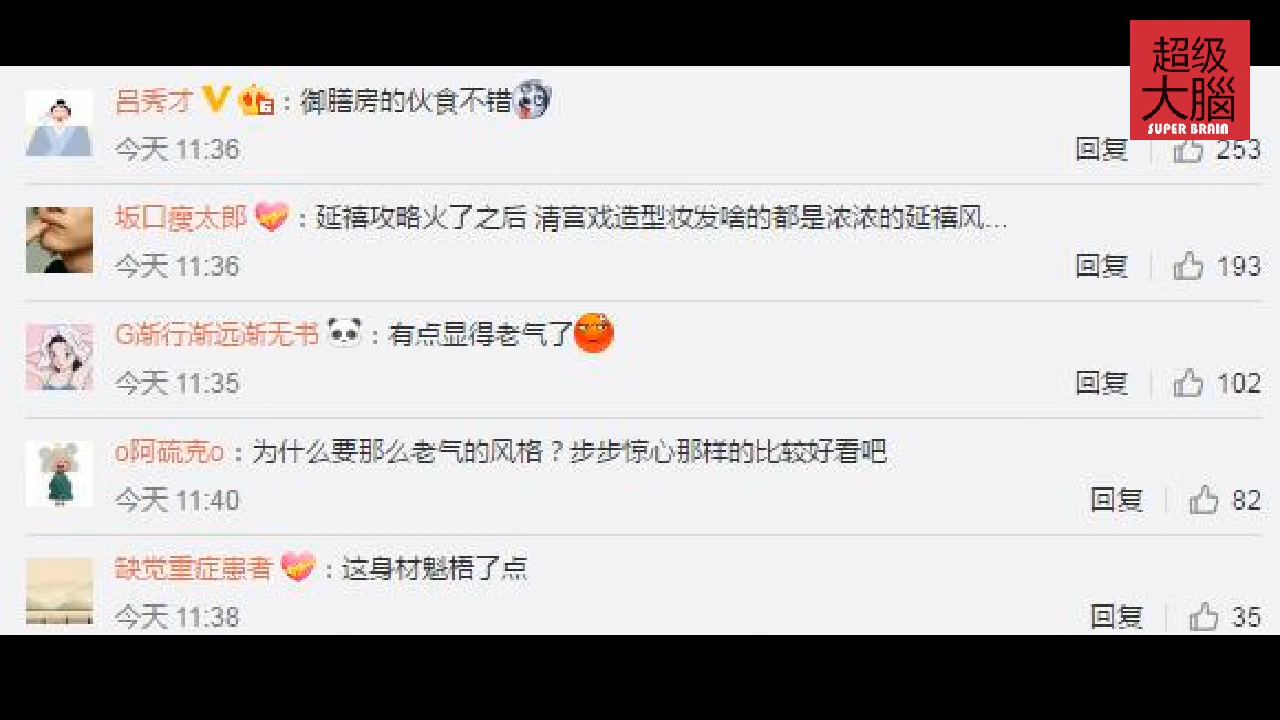 超级
大腦
SUPER BRAIN
吕秀才：御膳房的伙食不错
今天 11:36
回复 253
坂口瘦太郎：延禧攻略火了之后 清宫戏造型妆发啥的都是浓浓的延禧风...
今天 11:36
回复 193
G渐行渐远渐无书：有点显得老气了
今天 11:35
回复 102
o阿硫克o：为什么要那么老气的风格？步步惊心那样的比较好看吧
今天 11:40
回复 82
缺觉重症患者：这身材魁梧了点
今天 11:38
回复 35